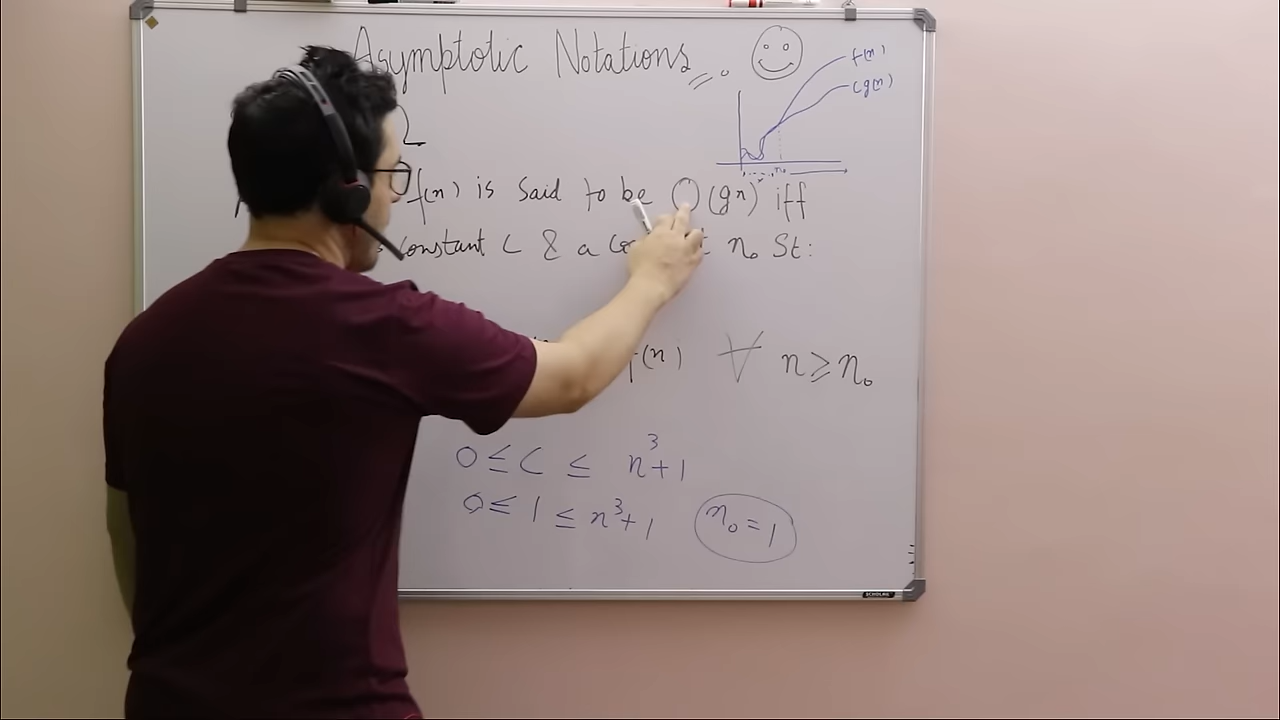 Asymptotic Notations
f(n)
Cg(n)
n₀
Ω
f(n) is Said to be O(gn) iff
constant C & a n₀ St:
f(n) ∀ n ≥ n₀
0 ≤ C ≤ n³+1
0 ≤ 1 ≤ n³+1 n₀ = 1